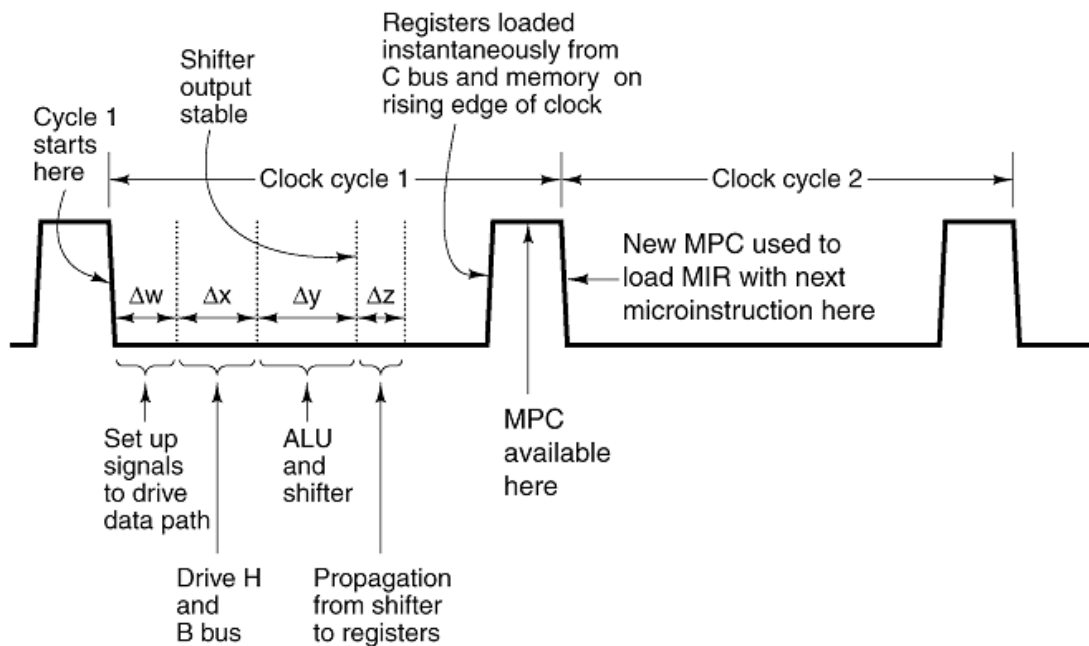 Registers loaded
instantaneously from
C bus and memory on
rising edge of clock
Shifter
output
stable
Cycle 1
starts
here
Clock cycle 1
Clock cycle 2
New MPC used to
load MIR with next
microinstruction here
Δw
Δx
Δy
Δz
MPC
available
here
Set up
signals
to drive
data path
ALU
and
shifter
Drive H
and
B bus
Propagation
from shifter
to registers